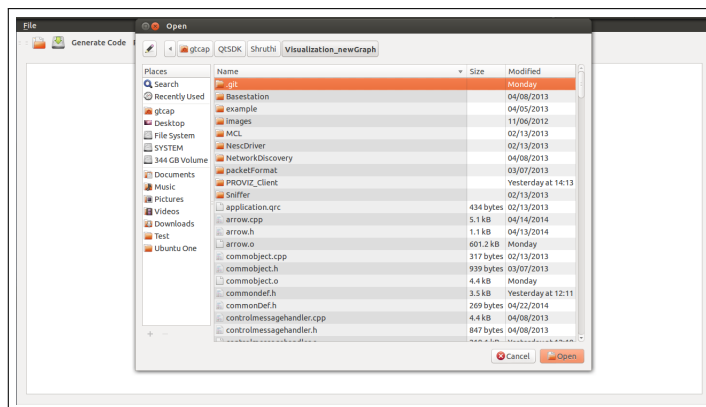 Open
File
Generate Code
gtcap QtSDK Shruthi Visualization_newGraph
Places
Search
Recently Used
gtcap
Desktop
File System
SYSTEM
344 GB Volume
Documents
Music
Pictures
Videos
Downloads
Test
Ubuntu One
Name Size Modified
.git Monday
Basestation 04/08/2013
example 04/05/2013
images 11/06/2012
MCL 02/13/2013
NescDriver 02/13/2013
NetworkDiscovery 04/08/2013
packetFormat 03/07/2013
PROVIZ_Client Yesterday at 14:13
Sniffer 02/13/2013
application.qrc 434 bytes 02/13/2013
arrow.cpp 5.1 kB 04/14/2014
arrow.h 1.1 kB 04/13/2014
arrow.o 601.2 kB Monday
commobject.cpp 317 bytes 02/13/2013
commobject.h 939 bytes 03/07/2013
commobject.o 4.4 kB Monday
commondef.h 3.5 kB Yesterday at 12:11
commonDef.h 269 bytes 04/22/2014
controlmessagehandler.cpp 4.4 kB 04/08/2013
controlmessagehandler.h 847 bytes 04/08/2013
Cancel Open